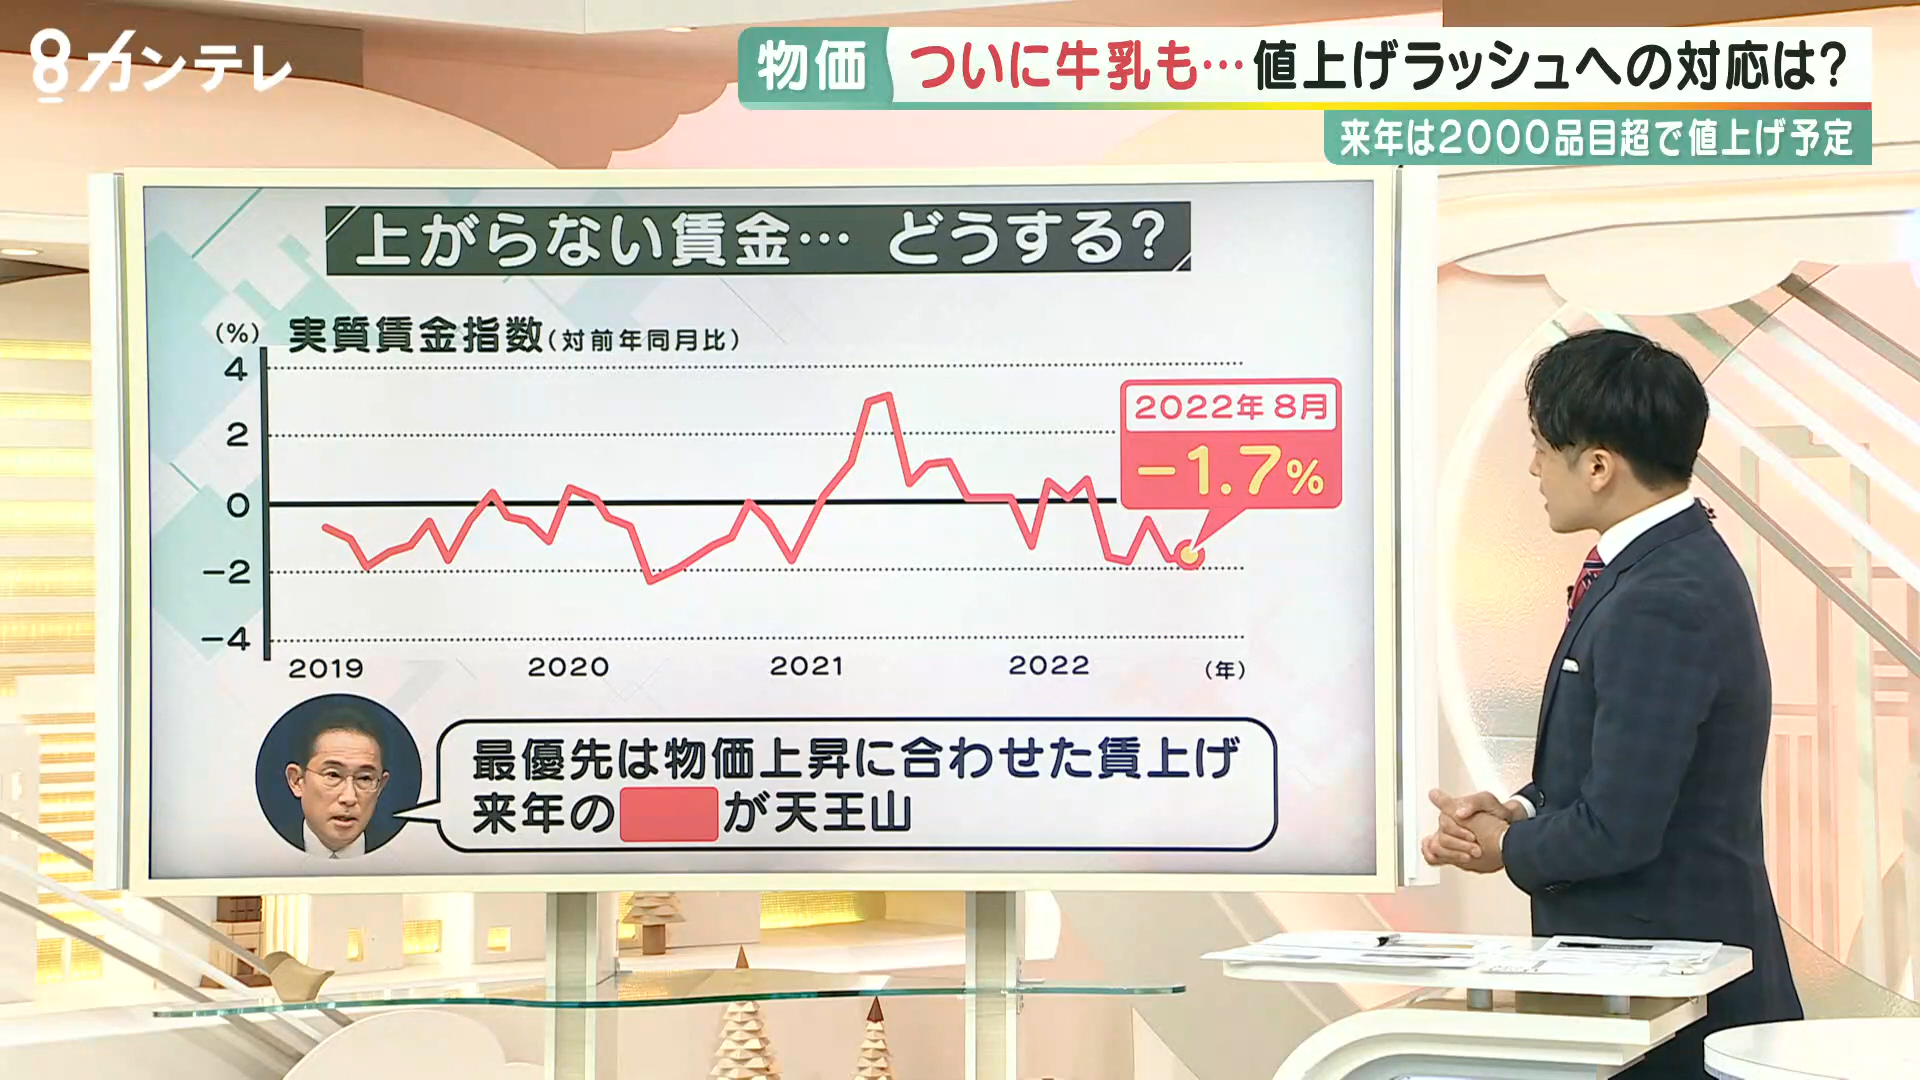 8カンテレ
物価
ついに牛乳も…値上げラッシュへの対応は?
来年は2000品目超で値上げ予定
上がらない賃金… どうする?
(%) 実質賃金指数(対前年同月比)
4
2
0
-2
-4
2019 2020 2021 2022 (年)
2022年8月
-1.7%
最優先は物価上昇に合わせた賃上げ
来年の が天王山